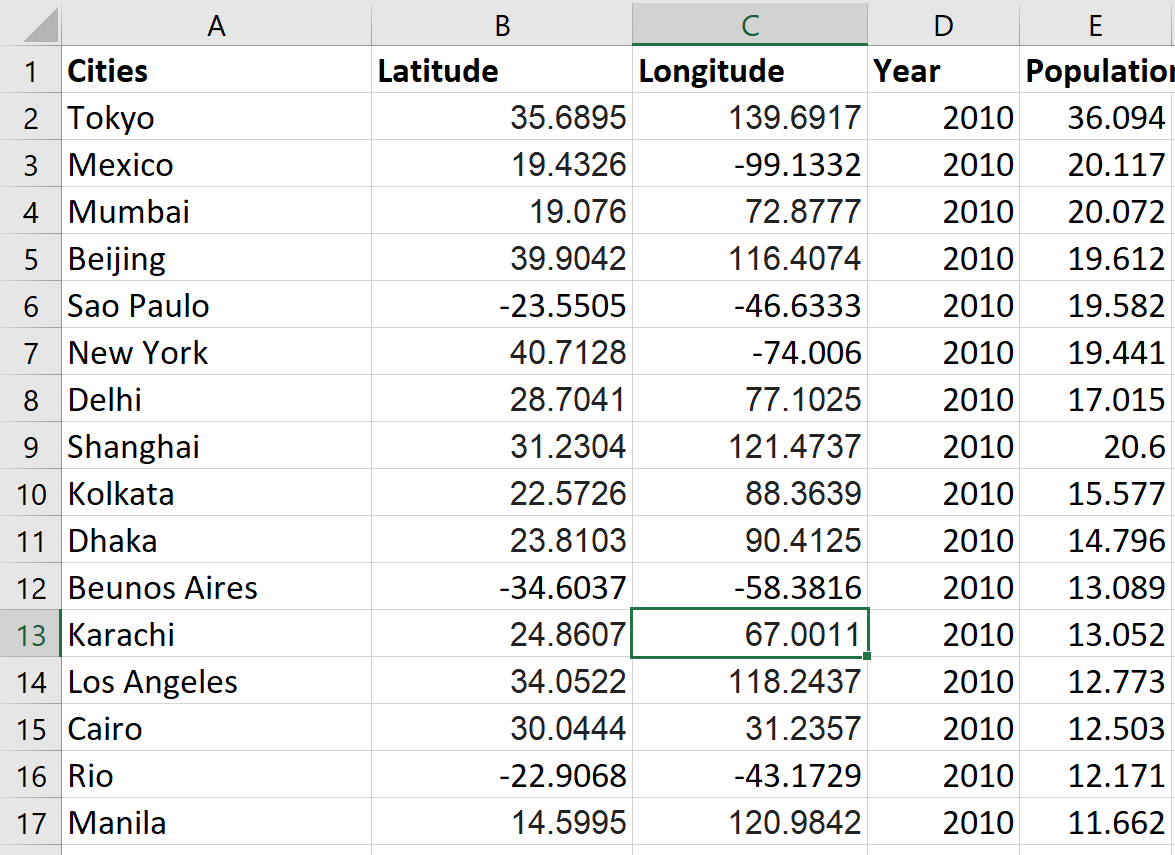 A B C D E
1 Cities Latitude Longitude Year Population
2 Tokyo 35.6895 139.6917 2010 36.094
3 Mexico 19.4326 -99.1332 2010 20.117
4 Mumbai 19.076 72.8777 2010 20.072
5 Beijing 39.9042 116.4074 2010 19.612
6 Sao Paulo -23.5505 -46.6333 2010 19.582
7 New York 40.7128 -74.006 2010 19.441
8 Delhi 28.7041 77.1025 2010 17.015
9 Shanghai 31.2304 121.4737 2010 20.6
10 Kolkata 22.5726 88.3639 2010 15.577
11 Dhaka 23.8103 90.4125 2010 14.796
12 Beunos Aires -34.6037 -58.3816 2010 13.089
13 Karachi 24.8607 67.0011 2010 13.052
14 Los Angeles 34.0522 118.2437 2010 12.773
15 Cairo 30.0444 31.2357 2010 12.503
16 Rio -22.9068 -43.1729 2010 12.171
17 Manila 14.5995 120.9842 2010 11.662